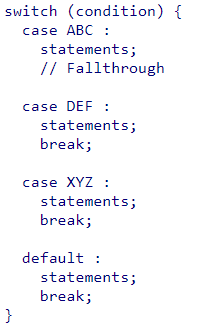 switch (condition) {
  case ABC :
    statements;
    // Fallthrough

  case DEF :
    statements;
    break;

  case XYZ :
    statements;
    break;

  default :
    statements;
    break;
}